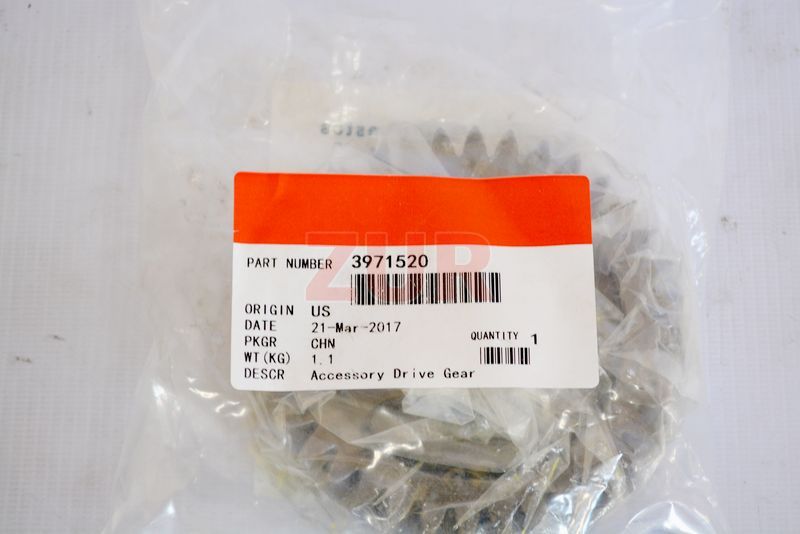 ZUP
PART NUMBER 3971520
ORIGIN US
DATE 21-Mar-2017
PKGR CHN
WT(KG) 1.1
DESCR Accessory Drive Gear
QUANTITY 1